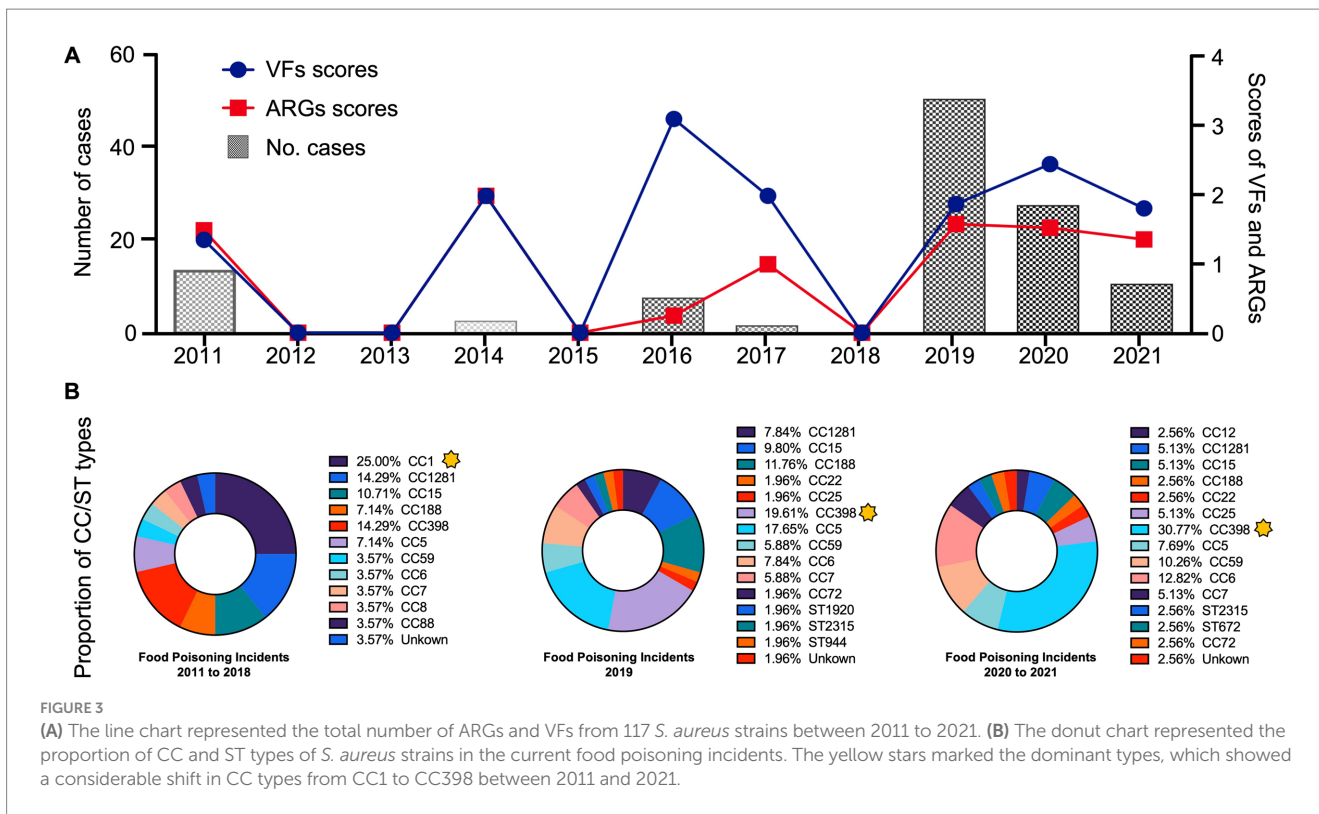 A
60
40
20
0
Number of cases
VFs scores
ARGs scores
No. cases
4
3
2
1
0
Scores of VFs and ARGs
2011 2012 2013 2014 2015 2016 2017 2018 2019 2020 2021
B
Proportion of CC/ST types
25.00% CC1
14.29% CC1281
10.71% CC15
7.14% CC188
14.29% CC398
7.14% CC5
3.57% CC59
3.57% CC6
3.57% CC7
3.57% CC8
3.57% CC88
3.57% Unkown
Food Poisoning Incidents
2011 to 2018
7.84% CC1281
9.80% CC15
11.76% CC188
1.96% CC22
1.96% CC25
19.61% CC398
17.65% CC5
5.88% CC59
7.84% CC6
5.88% CC7
1.96% CC72
1.96% ST1920
1.96% ST2315
1.96% ST944
1.96% Unkown
Food Poisoning Incidents
2019
2.56% CC12
5.13% CC1281
5.13% CC15
2.56% CC188
2.56% CC22
5.13% CC25
30.77% CC398
7.69% CC5
10.26% CC59
12.82% CC6
5.13% CC7
2.56% ST2315
2.56% ST672
2.56% CC72
2.56% Unkown
Food Poisoning Incidents
2020 to 2021
FIGURE 3
(A) The line chart represented the total number of ARGs and VFs from 117 S. aureus strains between 2011 to 2021. (B) The donut chart represented the
proportion of CC and ST types of S. aureus strains in the current food poisoning incidents. The yellow stars marked the dominant types, which showed
a considerable shift in CC types from CC1 to CC398 between 2011 and 2021.